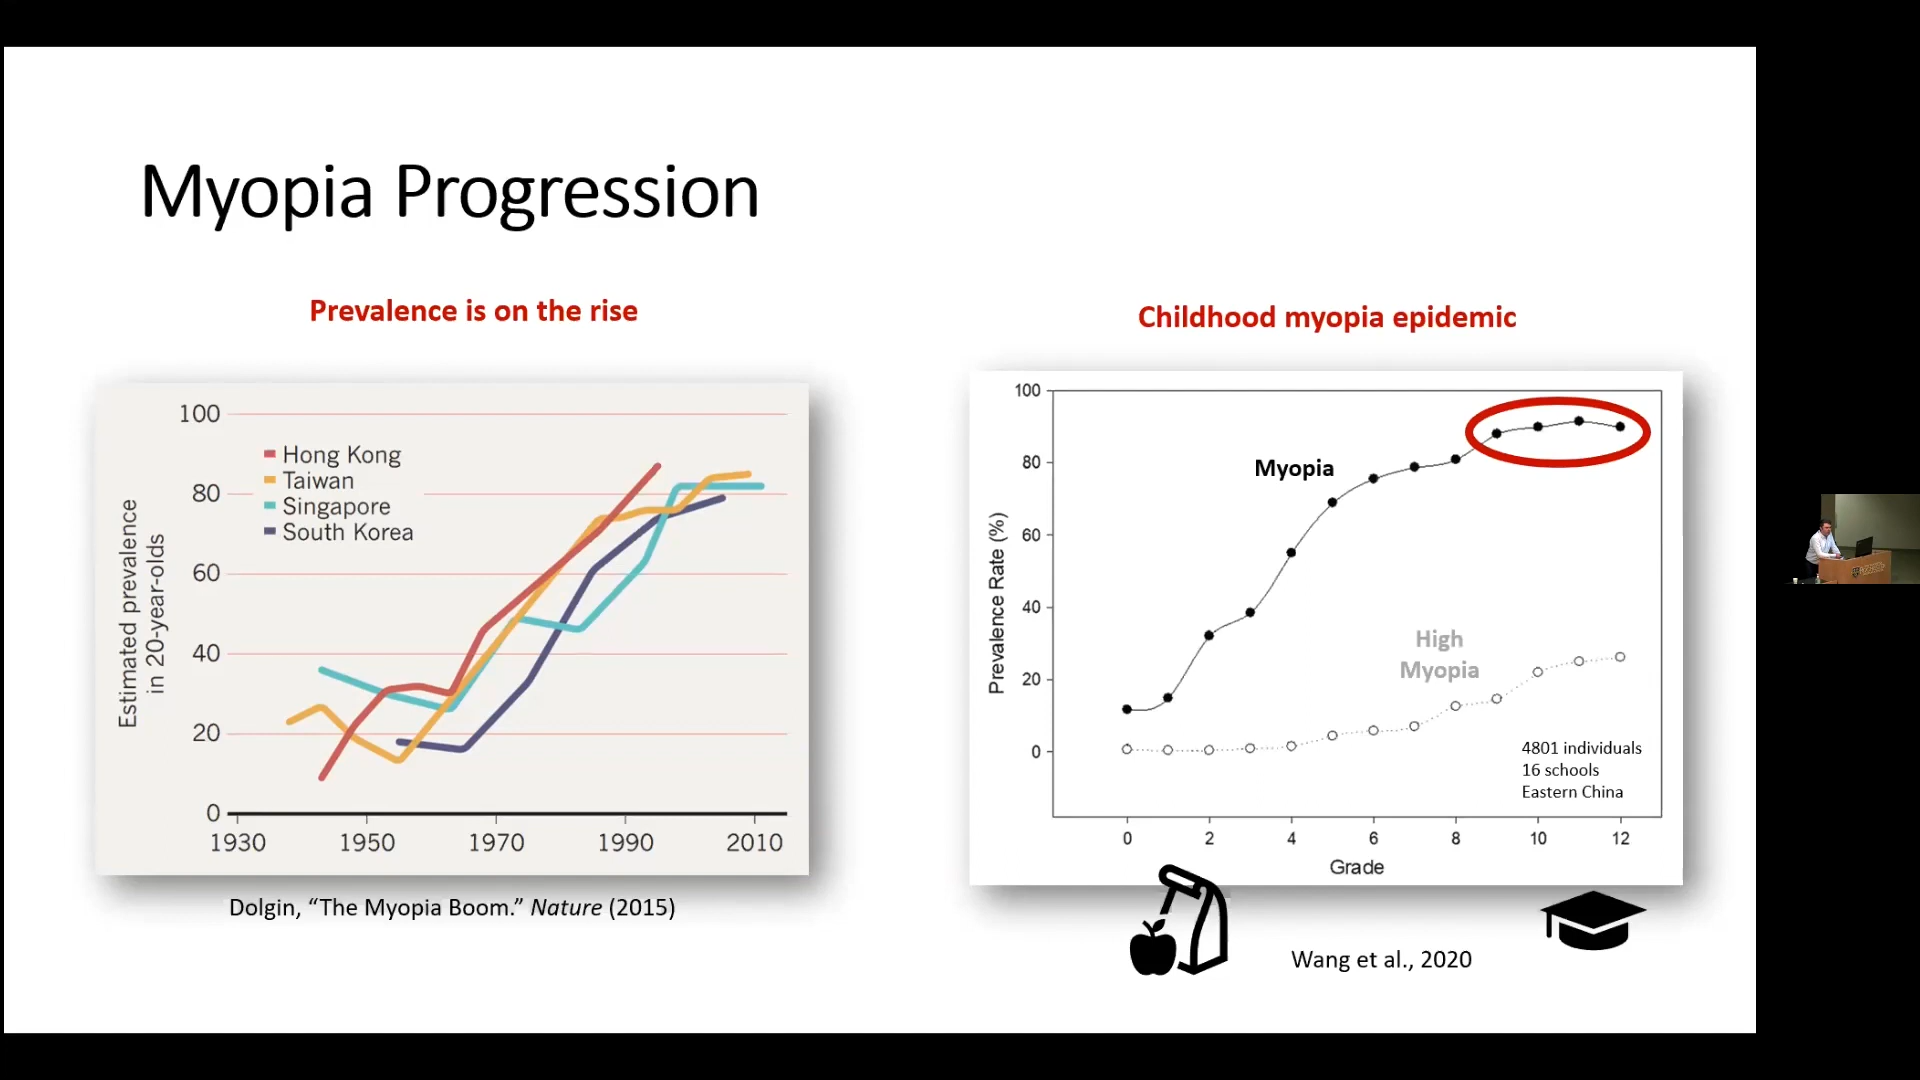 Myopia Progression
Prevalence is on the rise
100
80
60
40
20
0
Estimated prevalence
in 20-year-olds
Hong Kong
Taiwan
Singapore
South Korea
1930 1950 1970 1990 2010
Dolgin, “The Myopia Boom.” Nature (2015)
Childhood myopia epidemic
100
80
60
40
20
0
Prevalence Rate (%)
Myopia
High
Myopia
4801 individuals
16 schools
Eastern China
0 2 4 6 8 10 12
Grade
Wang et al., 2020